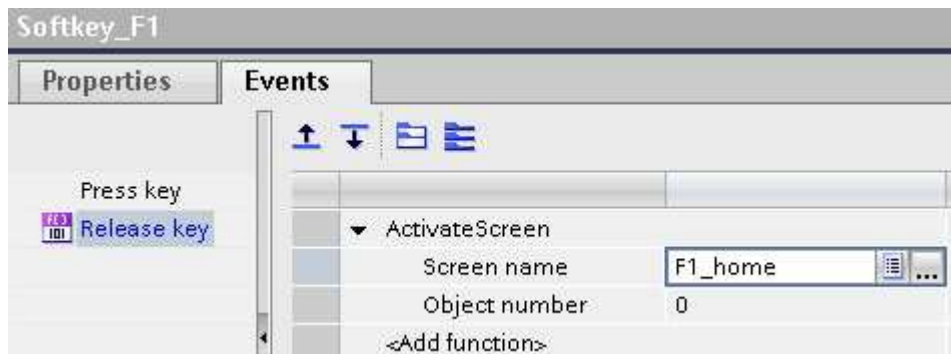 Softkey_F1
Properties Events
Press key
Release key
ActivateScreen
Screen name F1_home ...
Object number 0
<Add function>